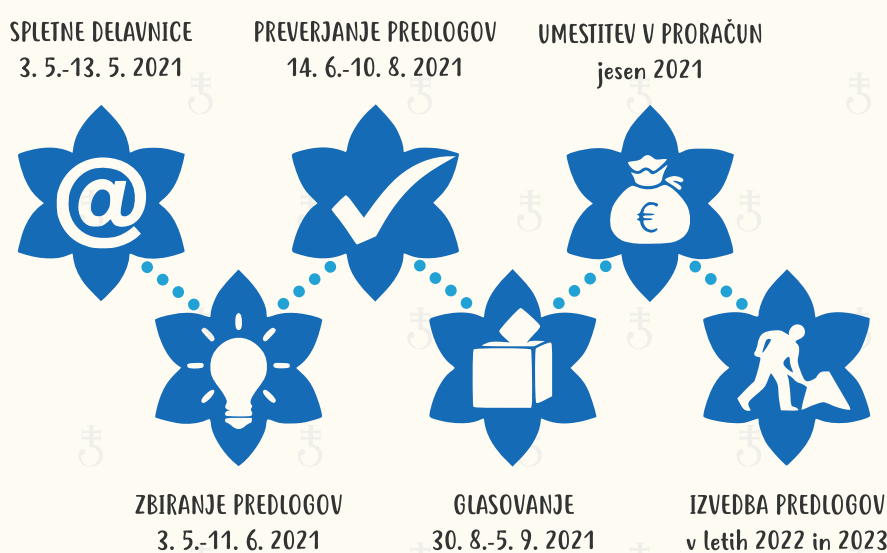 SPLETNE DELAVNICE
3. 5.-13. 5. 2021
PREVERJANJE PREDLOGOV
14. 6.-10. 8. 2021
UMESTITEV V PRORAČUN
jesen 2021
@
€
ZBIRANJE PREDLOGOV
3. 5.-11. 6. 2021
GLASOVANJE
30. 8.-5. 9. 2021
IZVEDBA PREDLOGOV
v letih 2022 in 2023